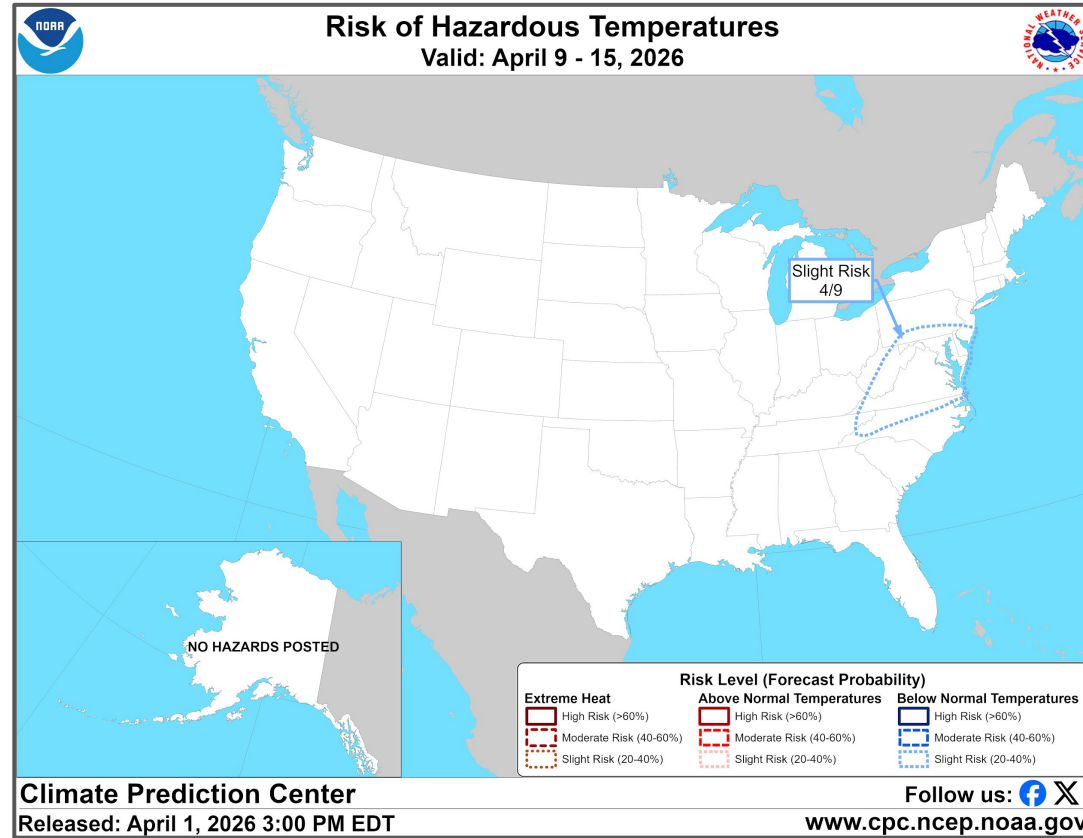 NOAA
Risk of Hazardous Temperatures
Valid: April 9 - 15, 2026
NATIONAL WEATHER SERVICE
Slight Risk
4/9
NO HAZARDS POSTED
Risk Level (Forecast Probability)
Extreme Heat
High Risk (>60%)
Moderate Risk (40-60%)
Slight Risk (20-40%)
Above Normal Temperatures
High Risk (>60%)
Moderate Risk (40-60%)
Slight Risk (20-40%)
Below Normal Temperatures
High Risk (>60%)
Moderate Risk (40-60%)
Slight Risk (20-40%)
Climate Prediction Center
Follow us:
Released: April 1, 2026 3:00 PM EDT
www.cpc.ncep.noaa.gov